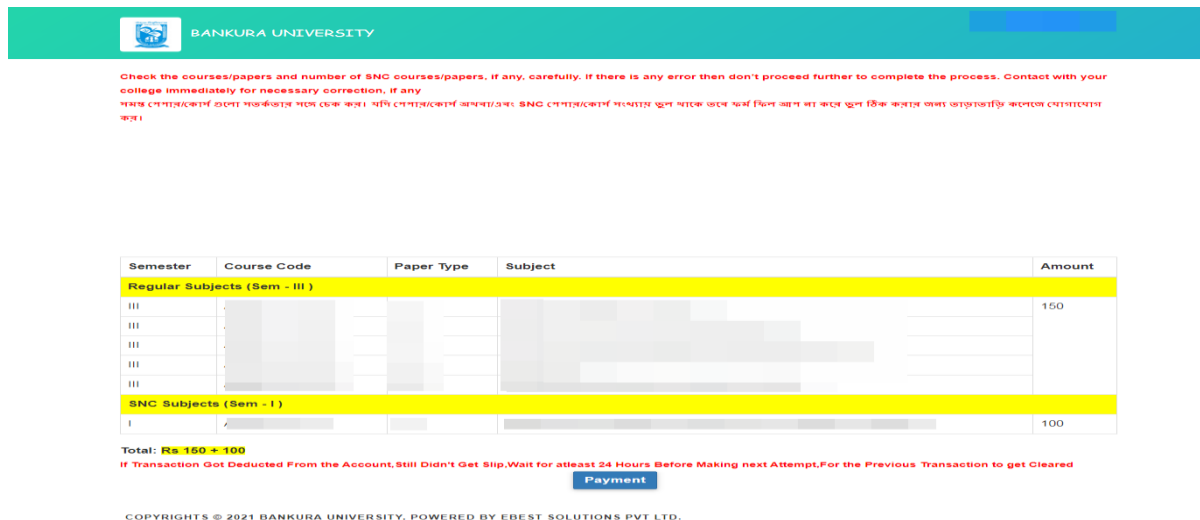 BANKURA UNIVERSITY
Check the courses/papers and number of SNC courses/papers, if any, carefully. If there is any error then don't proceed further to complete the process. Contact with your
college immediately for necessary correction, if any
সমস্ত পেপার/কোর্স গুলো সতর্কতার সঙ্গে চেক কর। যদি পেপার/কোর্স অথবা/এবং SNC পেপার/কোর্স সংখ্যায় ভুল থাকে তবে ফর্ম ফিল আপ না করে ভুল ঠিক করার জন্য তাড়াতাড়ি কলেজে যোগাযোগ
কর।
Semester Course Code Paper Type Subject Amount
Regular Subjects (Sem - III )
III 150
III
III
III
III
SNC Subjects (Sem - I )
I 100
Total: Rs 150 + 100
If Transaction Got Deducted From the Account,Still Didn't Get Slip,Wait for atleast 24 Hours Before Making next Attempt,For the Previous Transaction to get Cleared
Payment
COPYRIGHTS © 2021 BANKURA UNIVERSITY. POWERED BY EBEST SOLUTIONS PVT LTD.